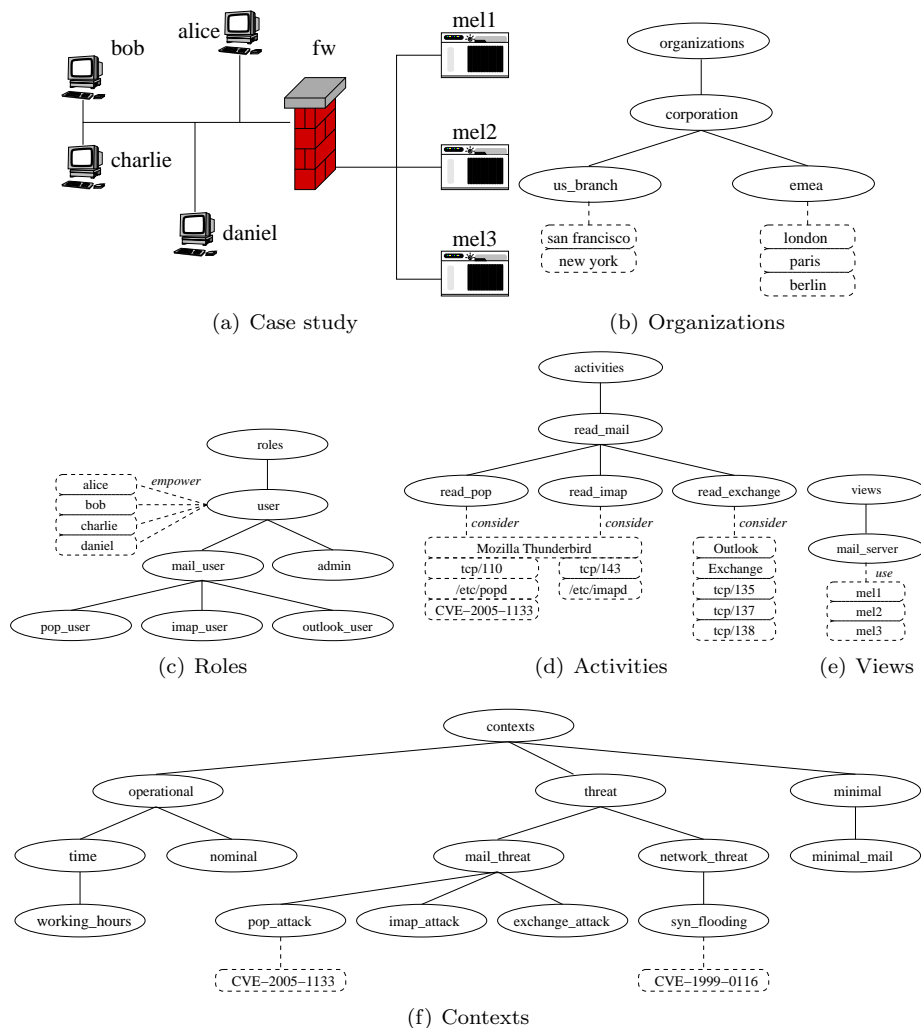 alice
bob
fw
charlie
daniel
mel1
mel2
mel3
(a) Case study
organizations
corporation
us_branch
emea
san francisco
new york
london
paris
berlin
(b) Organizations
roles
empower
alice
bob
charlie
daniel
user
mail_user
admin
pop_user
imap_user
outlook_user
(c) Roles
activities
read_mail
read_pop
read_imap
read_exchange
consider
consider
consider
Mozilla Thunderbird
tcp/110
/etc/popd
CVE−2005−1133
tcp/143
/etc/imapd
Outlook
Exchange
tcp/135
tcp/137
tcp/138
(d) Activities
views
mail_server
use
mel1
mel2
mel3
(e) Views
contexts
operational
threat
minimal
time
nominal
mail_threat
network_threat
minimal_mail
working_hours
pop_attack
imap_attack
exchange_attack
syn_flooding
CVE−2005−1133
CVE−1999−0116
(f) Contexts